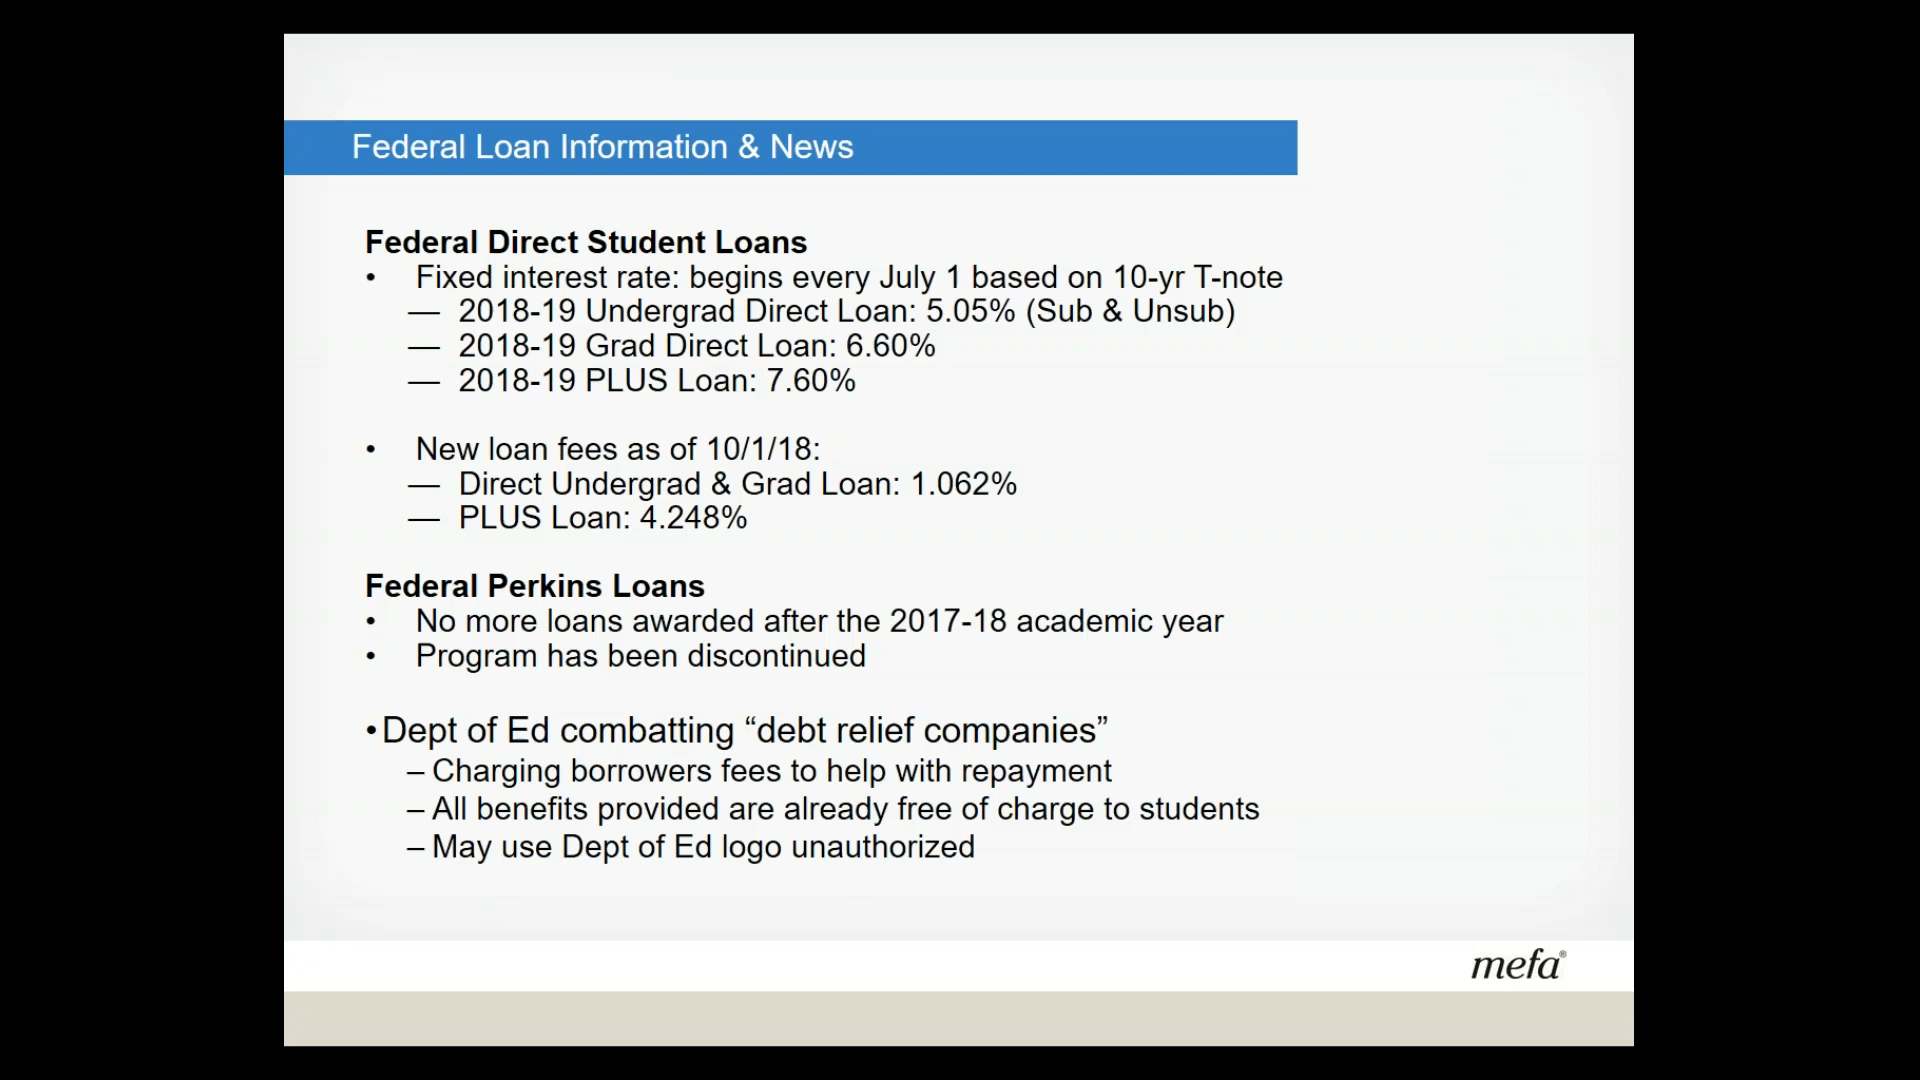 Federal Loan Information & News
Federal Direct Student Loans
• Fixed interest rate: begins every July 1 based on 10-yr T-note
— 2018-19 Undergrad Direct Loan: 5.05% (Sub & Unsub)
— 2018-19 Grad Direct Loan: 6.60%
— 2018-19 PLUS Loan: 7.60%
• New loan fees as of 10/1/18:
— Direct Undergrad & Grad Loan: 1.062%
— PLUS Loan: 4.248%
Federal Perkins Loans
• No more loans awarded after the 2017-18 academic year
• Program has been discontinued
• Dept of Ed combatting “debt relief companies”
– Charging borrowers fees to help with repayment
– All benefits provided are already free of charge to students
– May use Dept of Ed logo unauthorized
mefa®